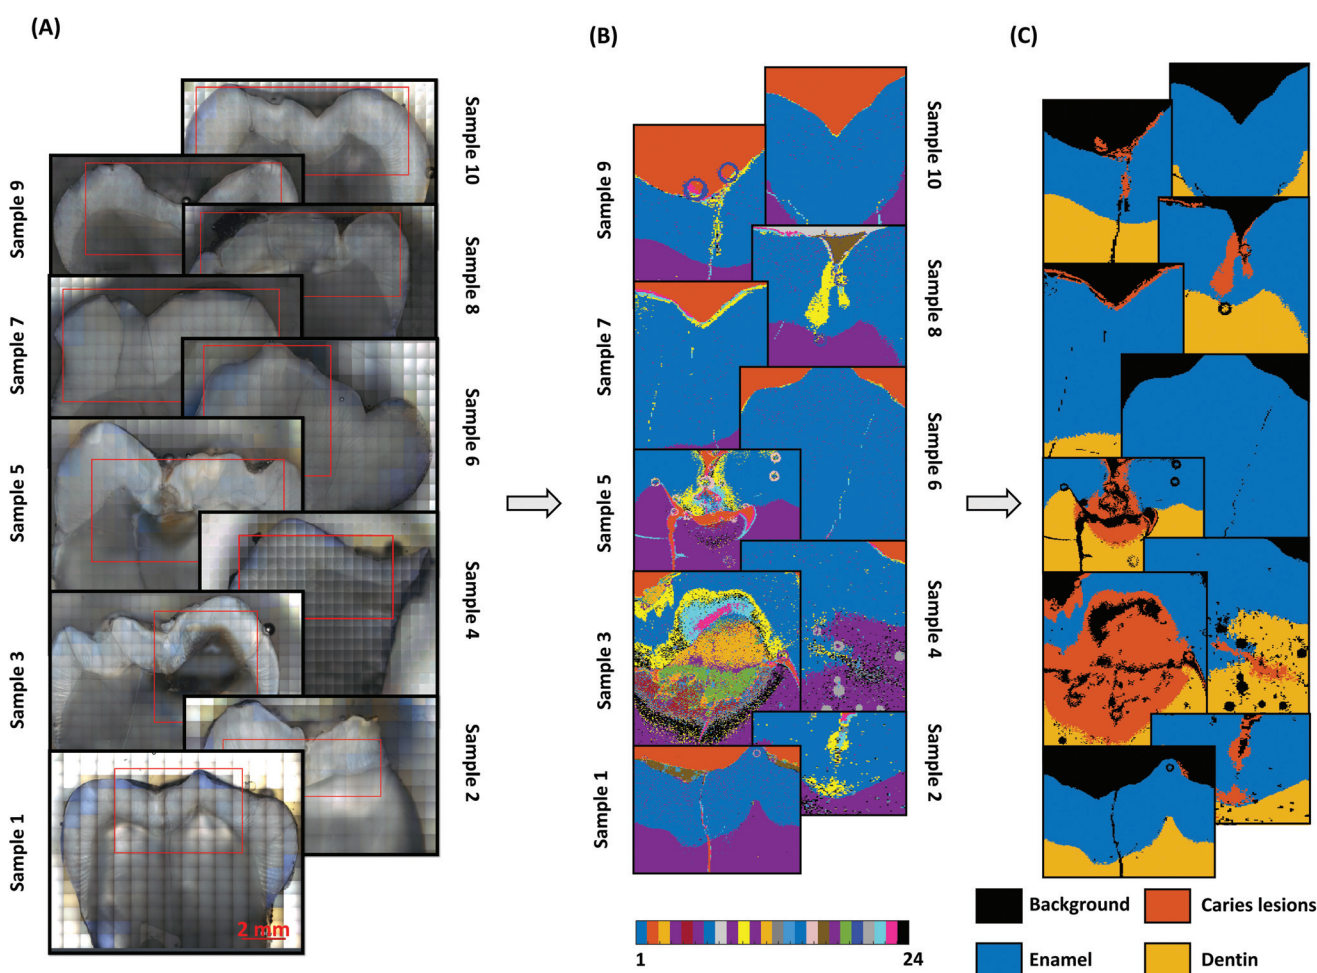 (A)
(B)
(C)
Sample 10
Sample 9
Sample 8
Sample 7
Sample 6
Sample 5
Sample 4
Sample 3
Sample 2
Sample 1
2 mm
Sample 10
Sample 9
Sample 8
Sample 7
Sample 6
Sample 5
Sample 4
Sample 3
Sample 2
Sample 1
1
24
Background
Caries lesions
Enamel
Dentin